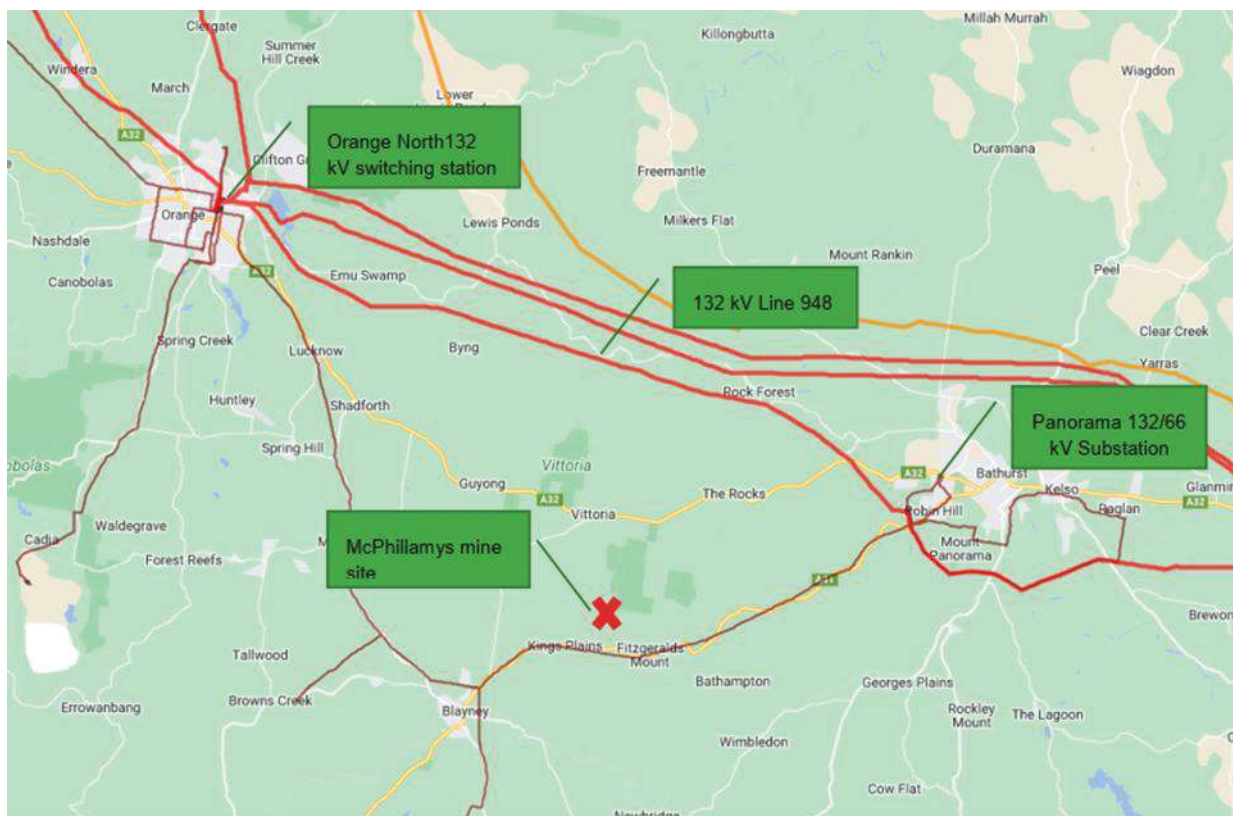 Clergate
Millah Murrah
Killongbutta
Summer
Hill Creek
Windera
Wiagdon
March
Lower
A32
Orange North132
kV switching station
Clifton
Duramana
Freemantle
Orange
Lewis Ponds
Milkers Flat
Nashdale
Mount Rankin
Peel
Canobolas
A32
Emu Swamp
132 kV Line 948
Clear Creek
Spring Creek
Lucknow
Byng
Yarras
Rock Forest
Huntley
Shadforth
Panorama 132/66
kV Substation
Spring Hill
Vittoria
A32
Bathurst
Guyong
A32
The Rocks
Kelso
A32
Vittoria
Robin Hill
Raglan
Waldegrave
Cadia
McPhillamys mine
site
Mount
Panorama
Forest Reefs
A41
Brewon
Kings Plains
Fitzgeralds
Mount
Tallwood
Bathampton
Georges Plains
Browns Creek
Errowanbang
Blayney
Rockley
Mount
The Lagoon
Wimbledon
Cow Flat
Newbridge